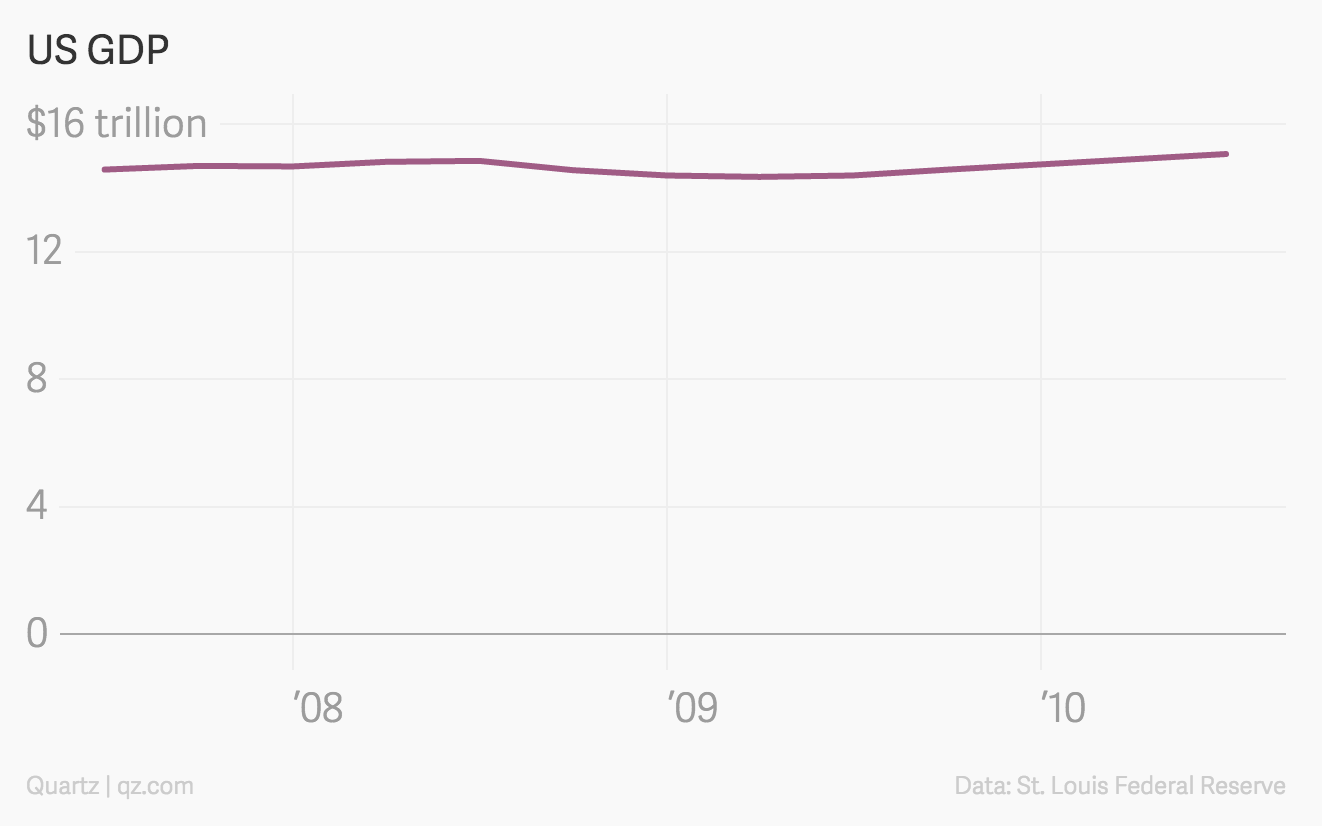 US GDP
$16 trillion
12
8
4
0
’08 ’09 ’10
Quartz | qz.com Data: St. Louis Federal Reserve